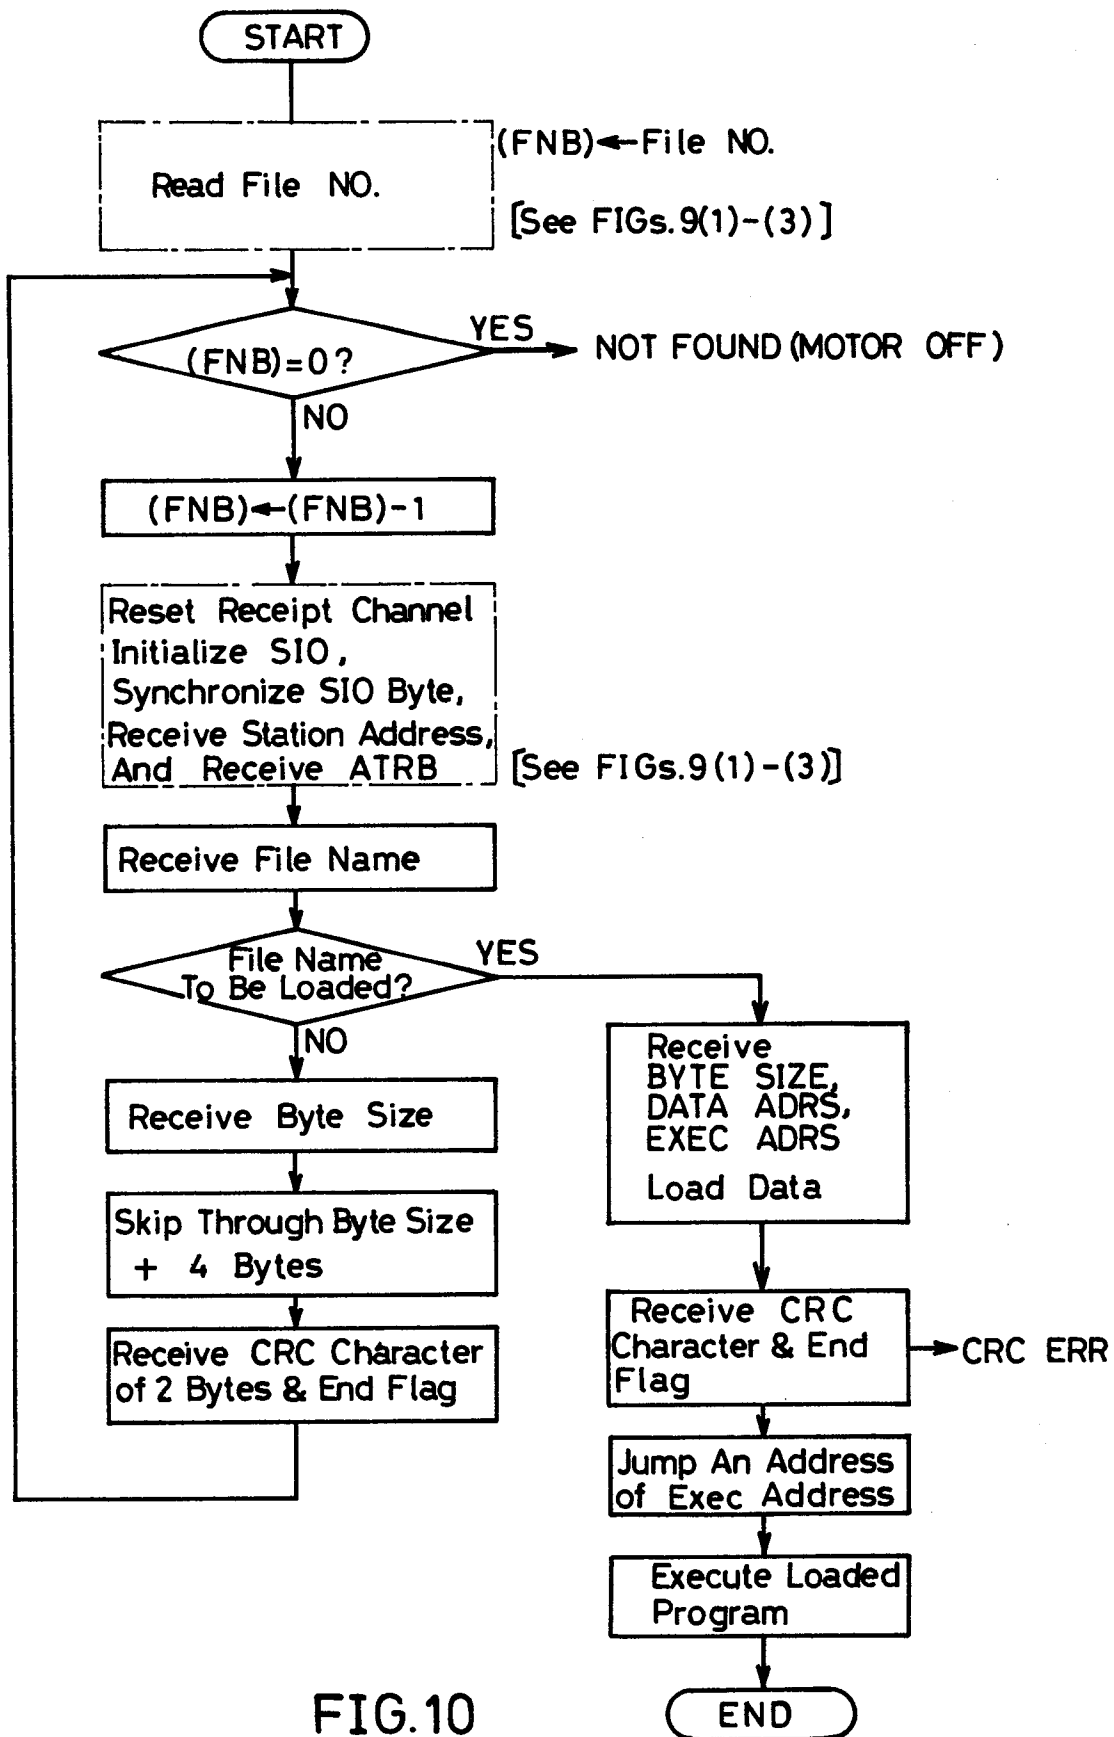 START
(FNB)←File NO.
Read File NO.
[See FIGs.9(1)-(3)]
(FNB)=0?
YES
NOT FOUND(MOTOR OFF)
NO
(FNB)←(FNB)-1
Reset Receipt Channel
Initialize SIO,
Synchronize SIO Byte,
Receive Station Address,
And Receive ATRB
[See FIGs.9(1)-(3)]
Receive File Name
File Name
To Be Loaded?
YES
NO
Receive Byte Size
Skip Through Byte Size
+ 4 Bytes
Receive CRC Character
of 2 Bytes & End Flag
Receive
BYTE SIZE,
DATA ADRS,
EXEC ADRS
Load Data
Receive CRC
Character & End
Flag
CRC ERR
Jump An Address
of Exec Address
Execute Loaded
Program
END
FIG.10